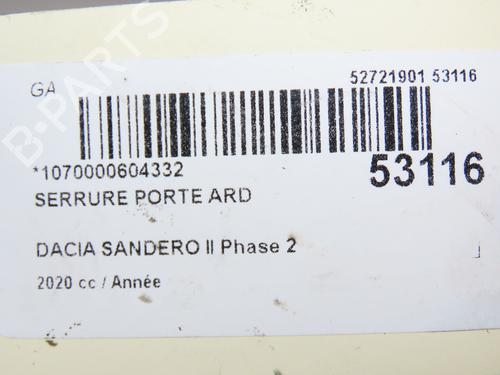 GA
52721901 53116
*1070000604332
53116
SERRURE PORTE ARD
DACIA SANDERO II Phase 2
2020 cc / Année
B-PARTS